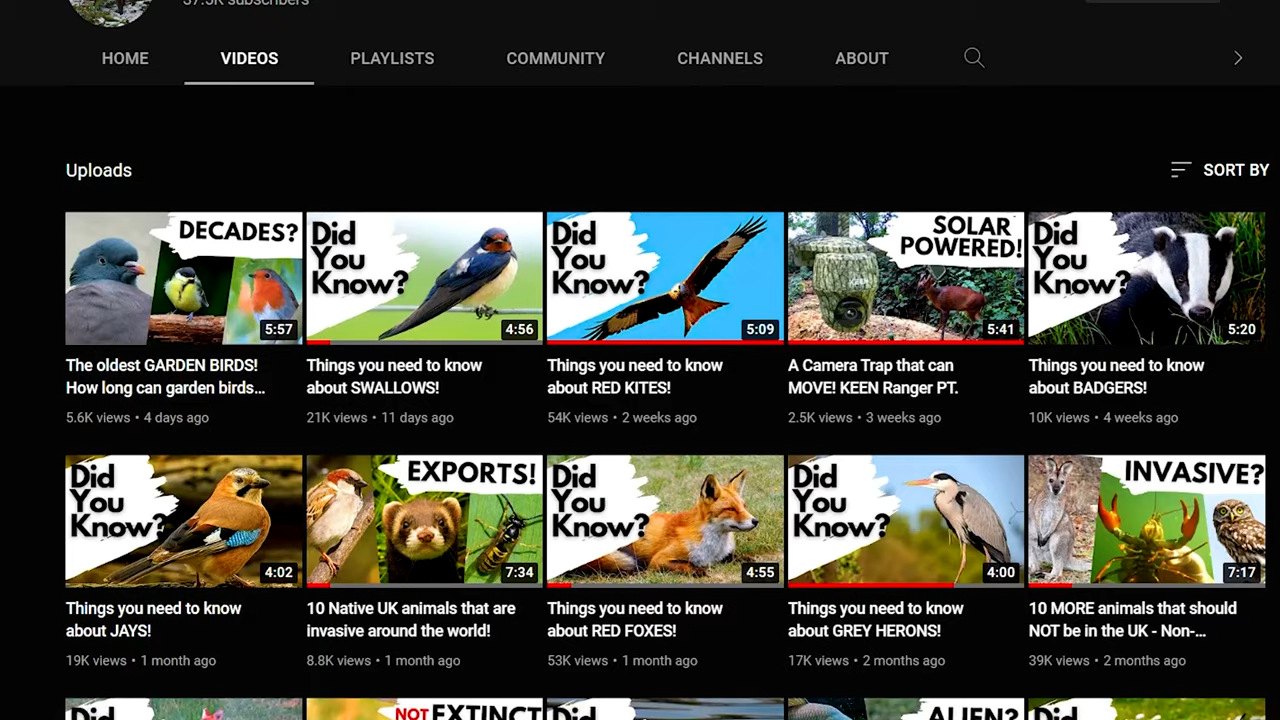 37.5K subscribers
HOME VIDEOS PLAYLISTS COMMUNITY CHANNELS ABOUT
Uploads
SORT BY
DECADES?
5:57
Did
You
Know?
4:56
Did
You
Know?
5:09
SOLAR
POWERED!
5:41
Did
You
Know?
5:20
The oldest GARDEN BIRDS!
How long can garden birds...
5.6K views • 4 days ago
Things you need to know
about SWALLOWS!
21K views • 11 days ago
Things you need to know
about RED KITES!
54K views • 2 weeks ago
A Camera Trap that can
MOVE! KEEN Ranger PT.
2.5K views • 3 weeks ago
Things you need to know
about BADGERS!
10K views • 4 weeks ago
Did
You
Know?
4:02
EXPORTS!
7:34
Did
You
Know?
4:55
Did
You
Know?
4:00
INVASIVE?
7:17
Things you need to know
about JAYS!
19K views • 1 month ago
10 Native UK animals that are
invasive around the world!
8.8K views • 1 month ago
Things you need to know
about RED FOXES!
53K views • 1 month ago
Things you need to know
about GREY HERONS!
17K views • 2 months ago
10 MORE animals that should
NOT be in the UK - Non-...
39K views • 2 months ago
Did
NOT EXTINCT
Did
ALIEN?
Did